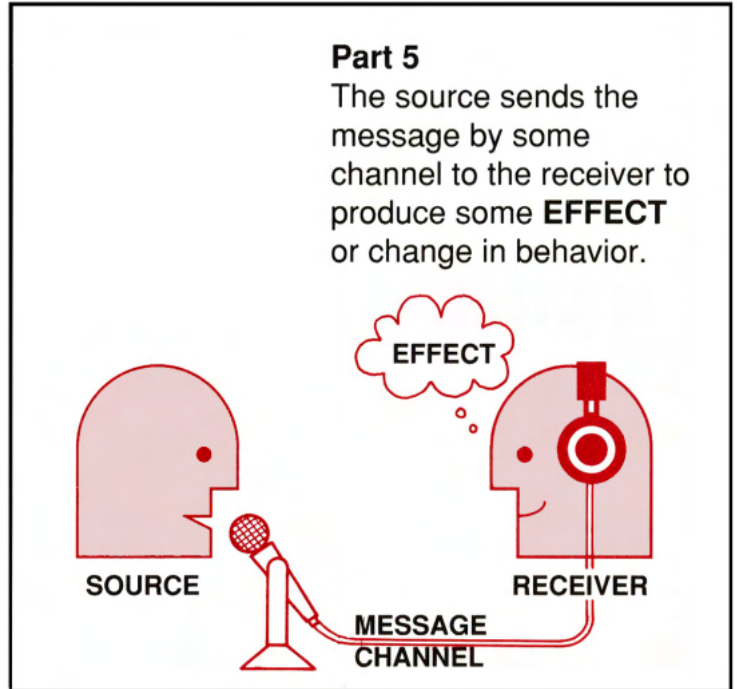 Part 5
The source sends the
message by some
channel to the receiver to
produce some EFFECT
or change in behavior.
EFFECT
SOURCE
RECEIVER
MESSAGE
CHANNEL